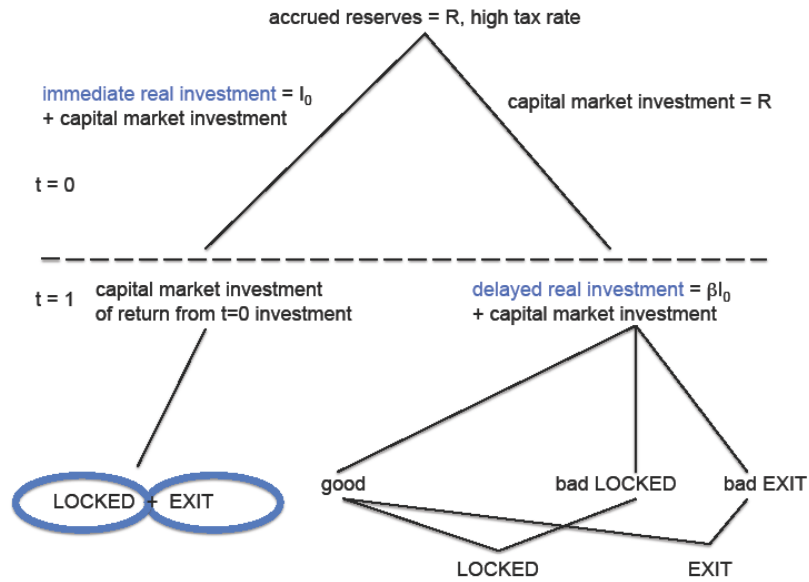 accrued reserves = R, high tax rate
immediate real investment = I₀
+ capital market investment
capital market investment = R
t = 0
t = 1
capital market investment
of return from t=0 investment
delayed real investment = βI₀
+ capital market investment
LOCKED + EXIT
good
bad LOCKED
bad EXIT
LOCKED
EXIT